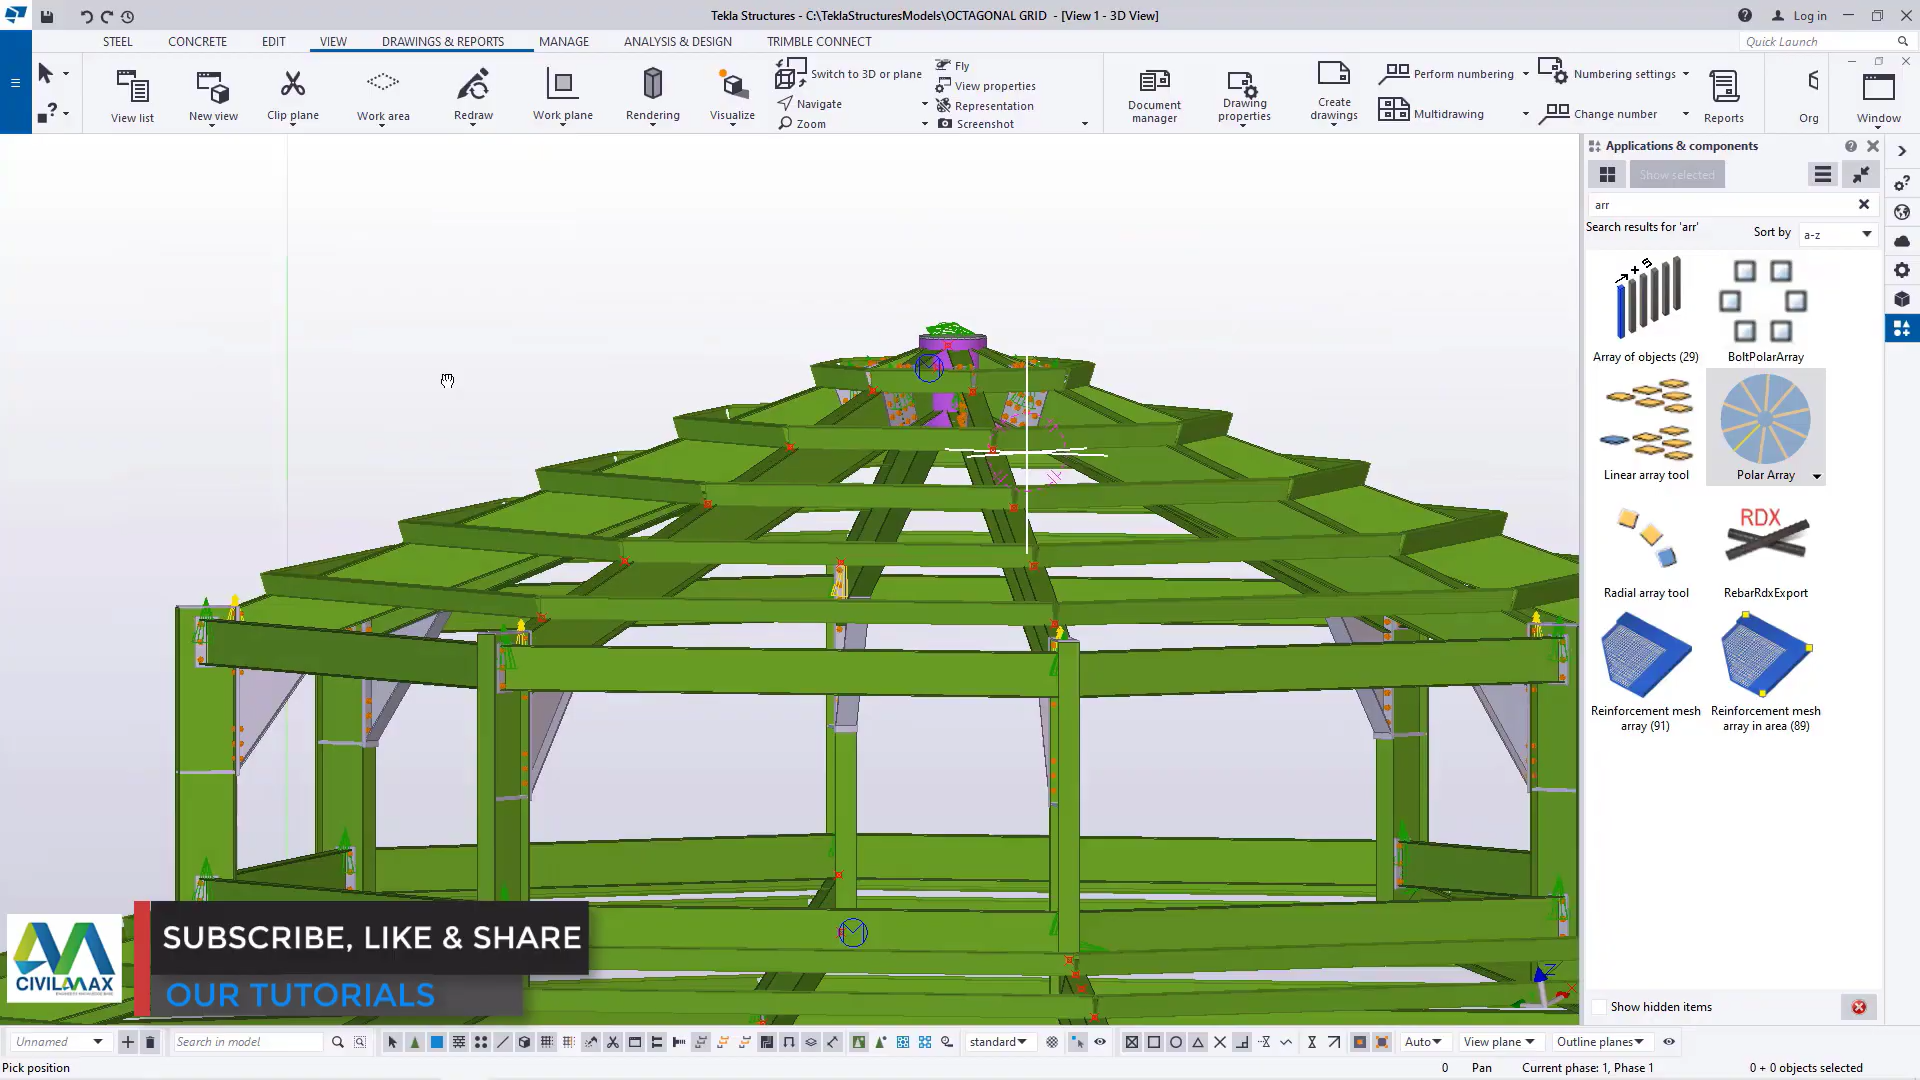 Tekla Structures - C:\TeklaStructuresModels\OCTAGONAL GRID - [View 1 - 3D View]
Log in
STEEL CONCRETE EDIT VIEW DRAWINGS & REPORTS MANAGE ANALYSIS & DESIGN TRIMBLE CONNECT
Quick Launch
View list
New view
Clip plane
Work area
Redraw
Work plane
Rendering
Visualize
Switch to 3D or plane
Navigate
Zoom
Fly
View properties
Representation
Screenshot
Document manager
Drawing properties
Create drawings
Perform numbering
Multidrawing
Numbering settings
Change number
Reports
Org
Window
Applications & components
Show selected
arr
Search results for 'arr'
Sort by
a-z
Array of objects (29)
BoltPolarArray
Linear array tool
Polar Array
Radial array tool
RDX
RebarRdxExport
Reinforcement mesh array (91)
Reinforcement mesh array in area (89)
Show hidden items
Z
SUBSCRIBE, LIKE & SHARE
OUR TUTORIALS
CIVILMAX
Unnamed
Search in model
standard
Auto
View plane
Outline planes
Pick position
0
Pan
Current phase: 1, Phase 1
0 + 0 objects selected